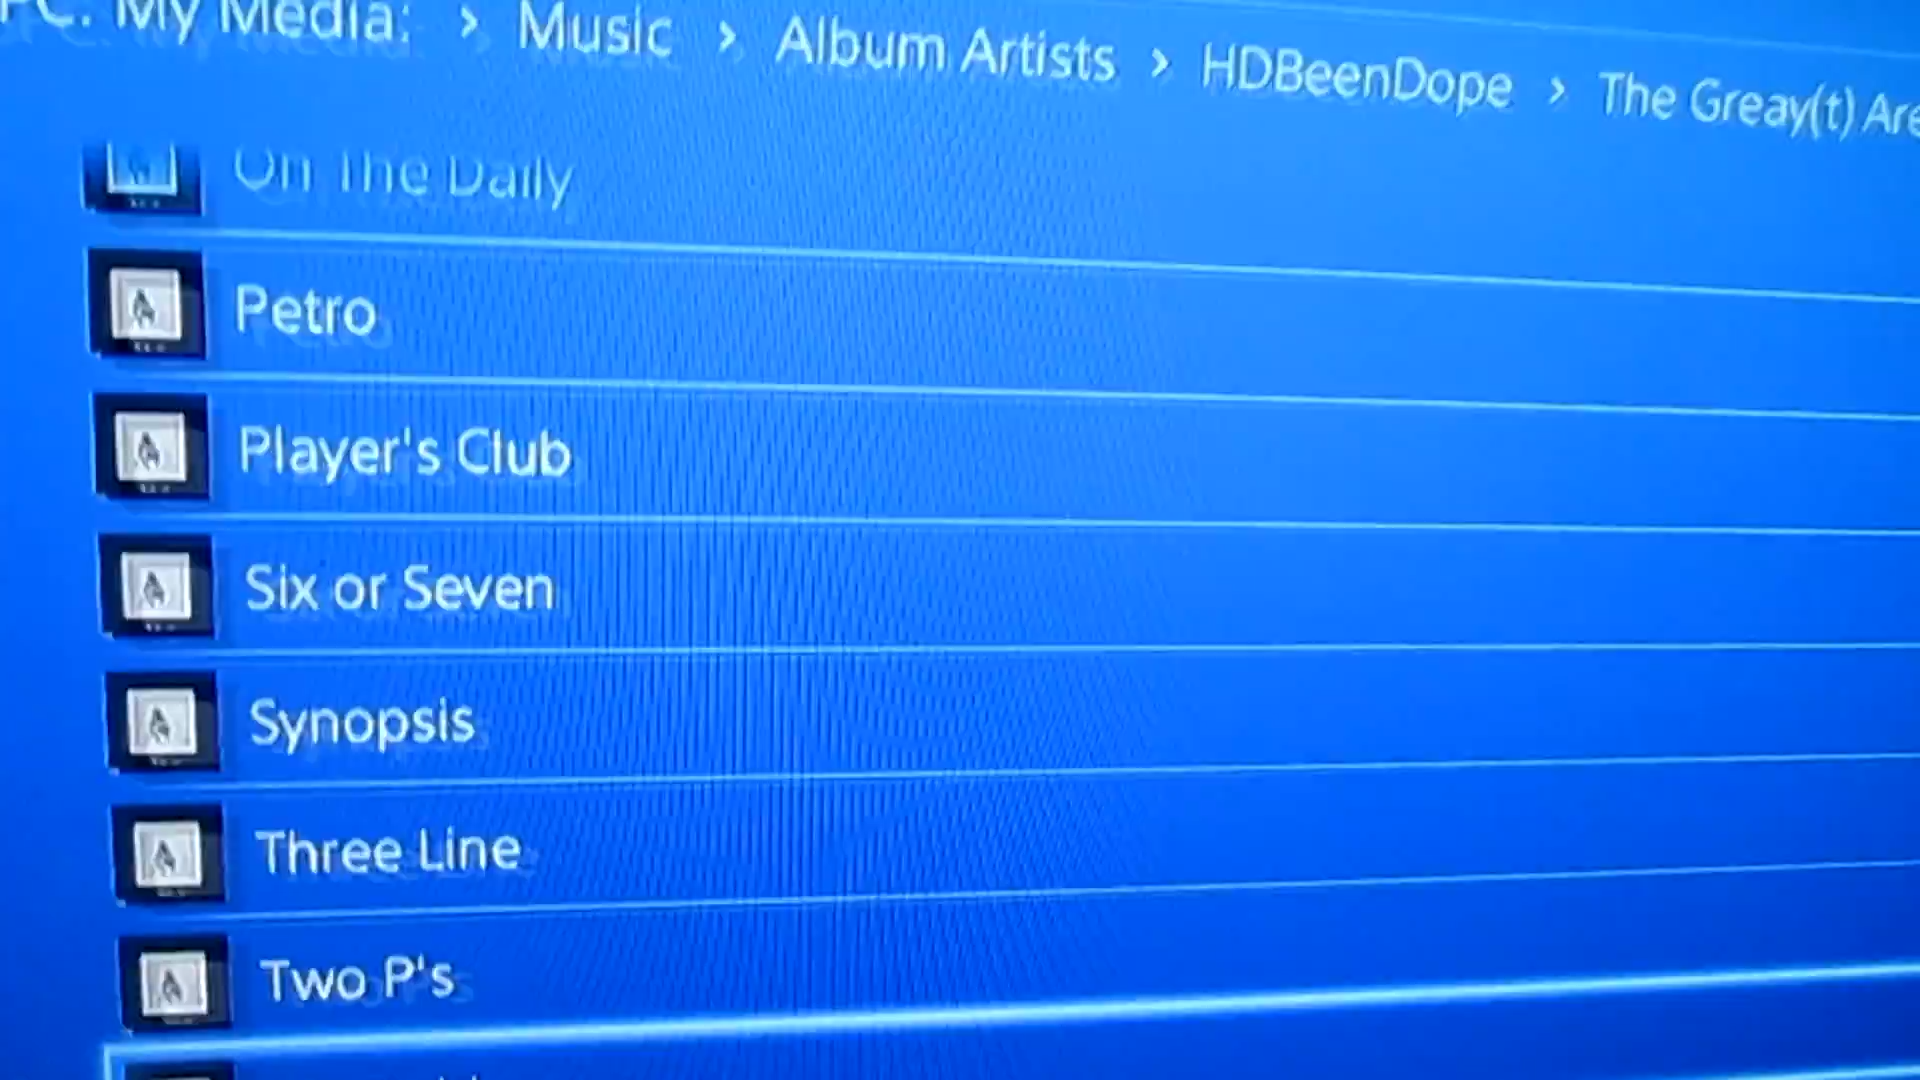 PC: My Media: > Music > Album Artists > HDBeenDope > The Greay(t) Are
On The Daily
Petro
Player's Club
Six or Seven
Synopsis
Three Line
Two P's